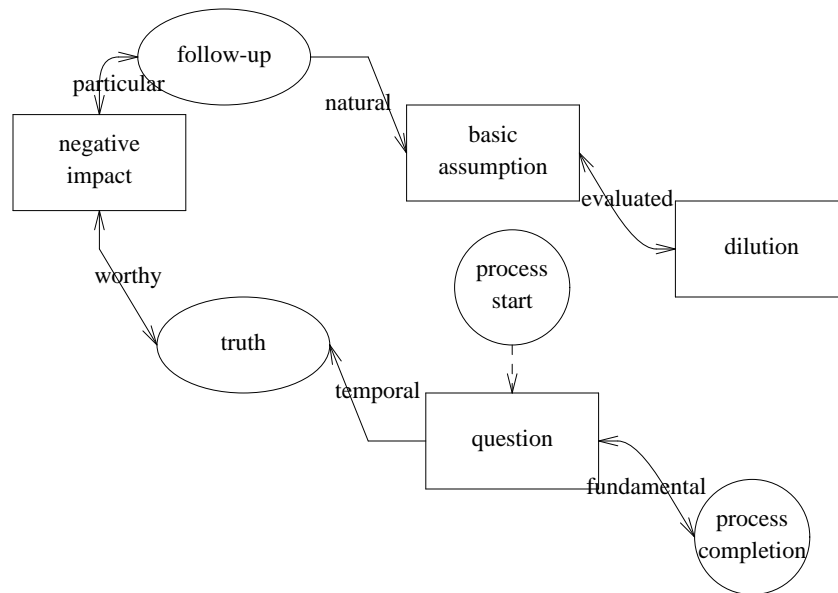 follow-up
particular
natural
negative
impact
basic
assumption
evaluated
dilution
worthy
process
start
truth
temporal
question
fundamental
process
completion